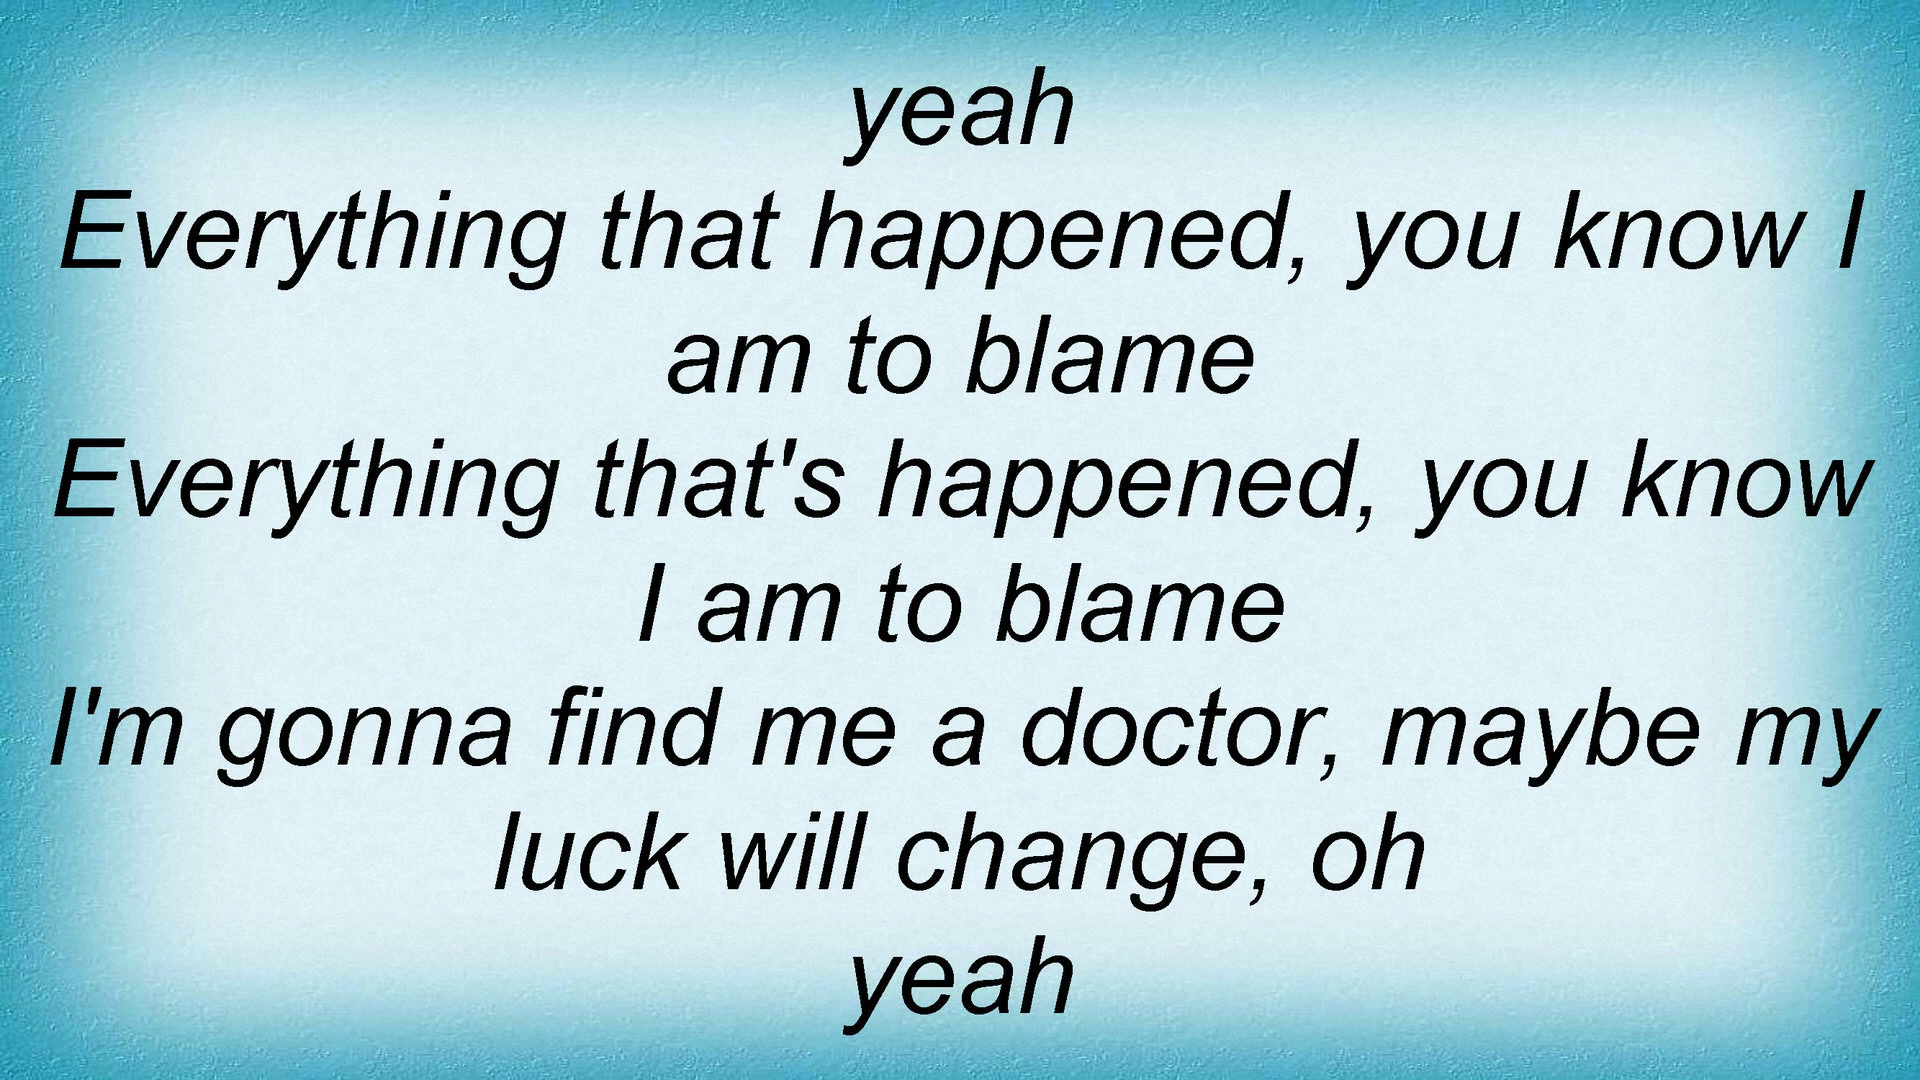 yeah
Everything that happened, you know I
am to blame
Everything that's happened, you know
I am to blame
I'm gonna find me a doctor, maybe my
luck will change, oh
yeah